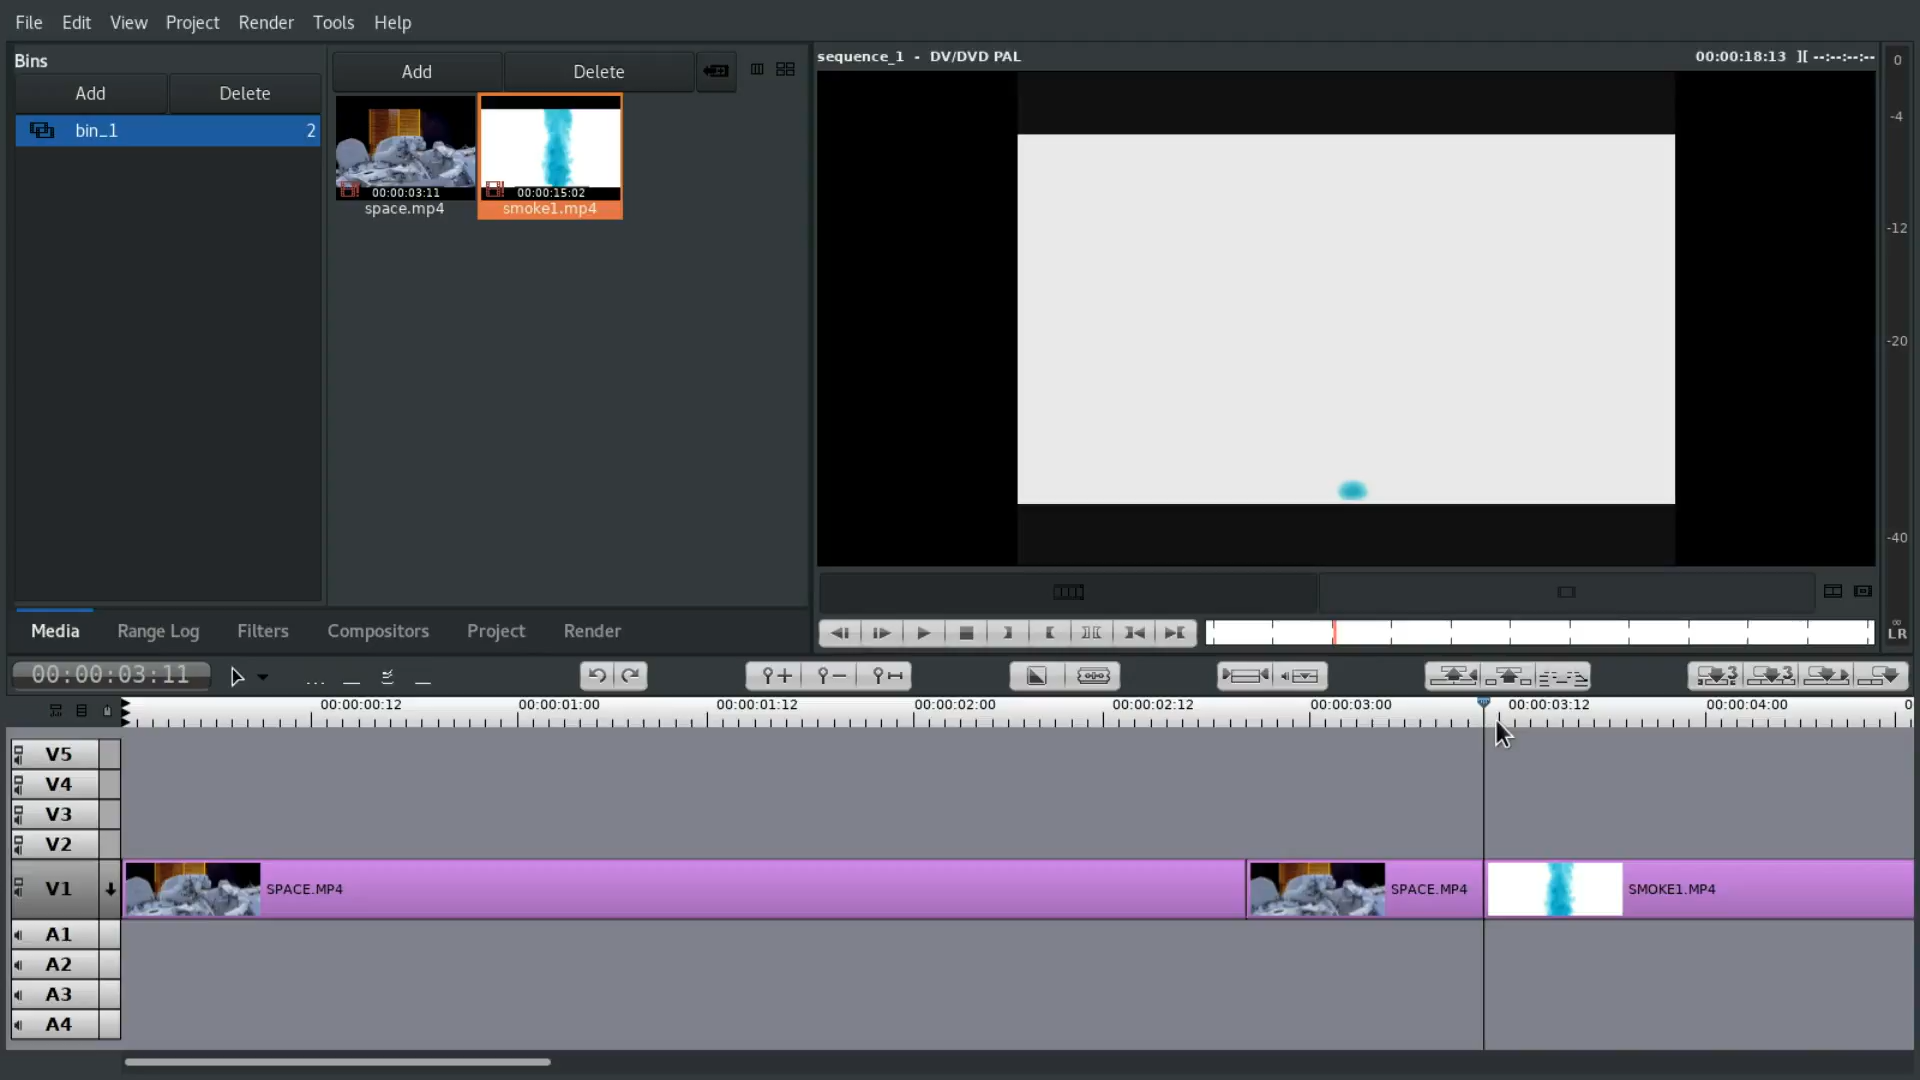 File Edit View Project Render Tools Help
Bins
Add Delete
bin_1 2
Add Delete
00:00:03:11 00:00:15:02
space.mp4 smoke1.mp4
sequence_1 - DV/DVD PAL 00:00:18:13 ][ --:--:--:--
0
-4
-12
-20
-40
∞
LR
Media Range Log Filters Compositors Project Render
00:00:03:11
3 3
00:00:00:12 00:00:01:00 00:00:01:12 00:00:02:00 00:00:02:12 00:00:03:00 00:00:03:12 00:00:04:00 0
V5
V4
V3
V2
V1 SPACE.MP4 SPACE.MP4 SMOKE1.MP4
A1
A2
A3
A4